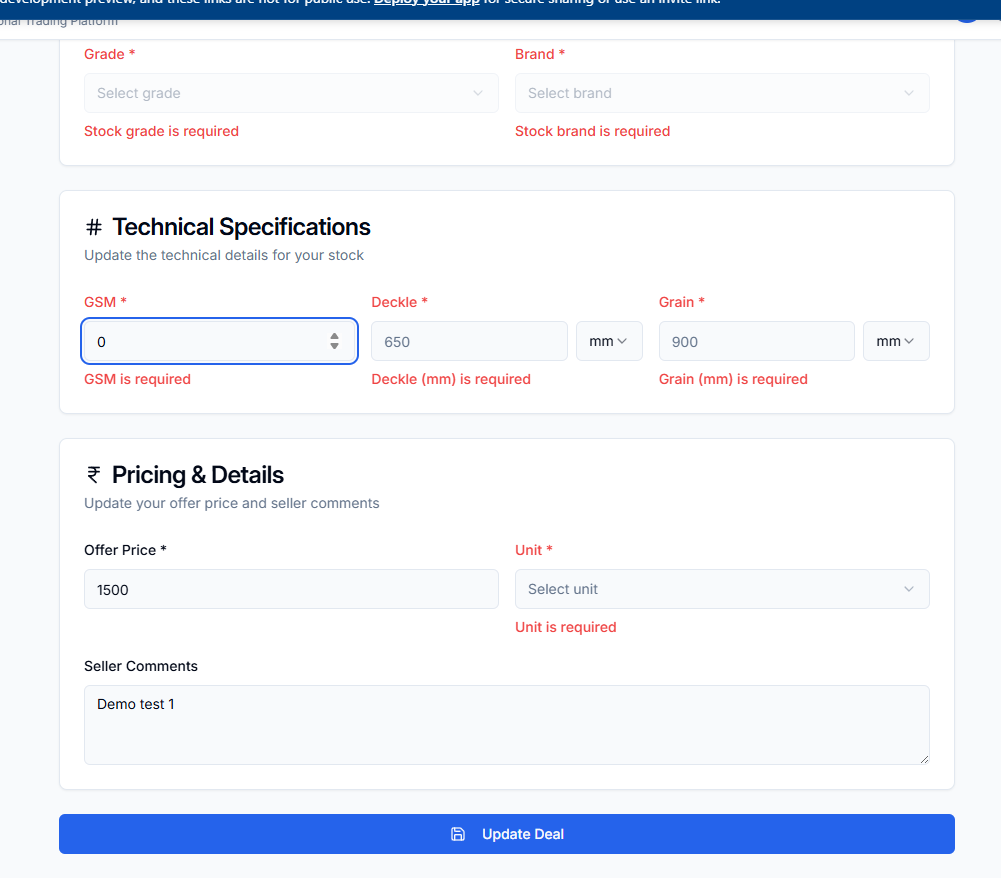 development preview, and these links are not for public use. Deploy your app for secure sharing or use an invite link.
onal Trading Platform
Grade *
Brand *
Select grade
Select brand
Stock grade is required
Stock brand is required
Technical Specifications
Update the technical details for your stock
GSM *
Deckle *
Grain *
0
650
mm
900
mm
GSM is required
Deckle (mm) is required
Grain (mm) is required
₹ Pricing & Details
Update your offer price and seller comments
Offer Price *
Unit *
1500
Select unit
Unit is required
Seller Comments
Demo test 1
Update Deal